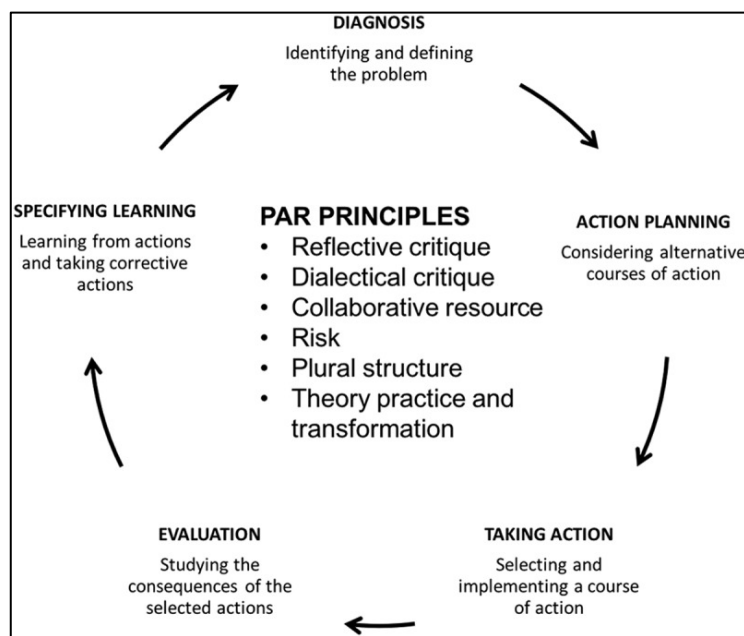 DIAGNOSIS
Identifying and defining
the problem
SPECIFYING LEARNING
Learning from actions
and taking corrective
actions
PAR PRINCIPLES
• Reflective critique
• Dialectical critique
• Collaborative resource
• Risk
• Plural structure
• Theory practice and
transformation
ACTION PLANNING
Considering alternative
courses of action
EVALUATION
Studying the
consequences of the
selected actions
TAKING ACTION
Selecting and
implementing a course
of action